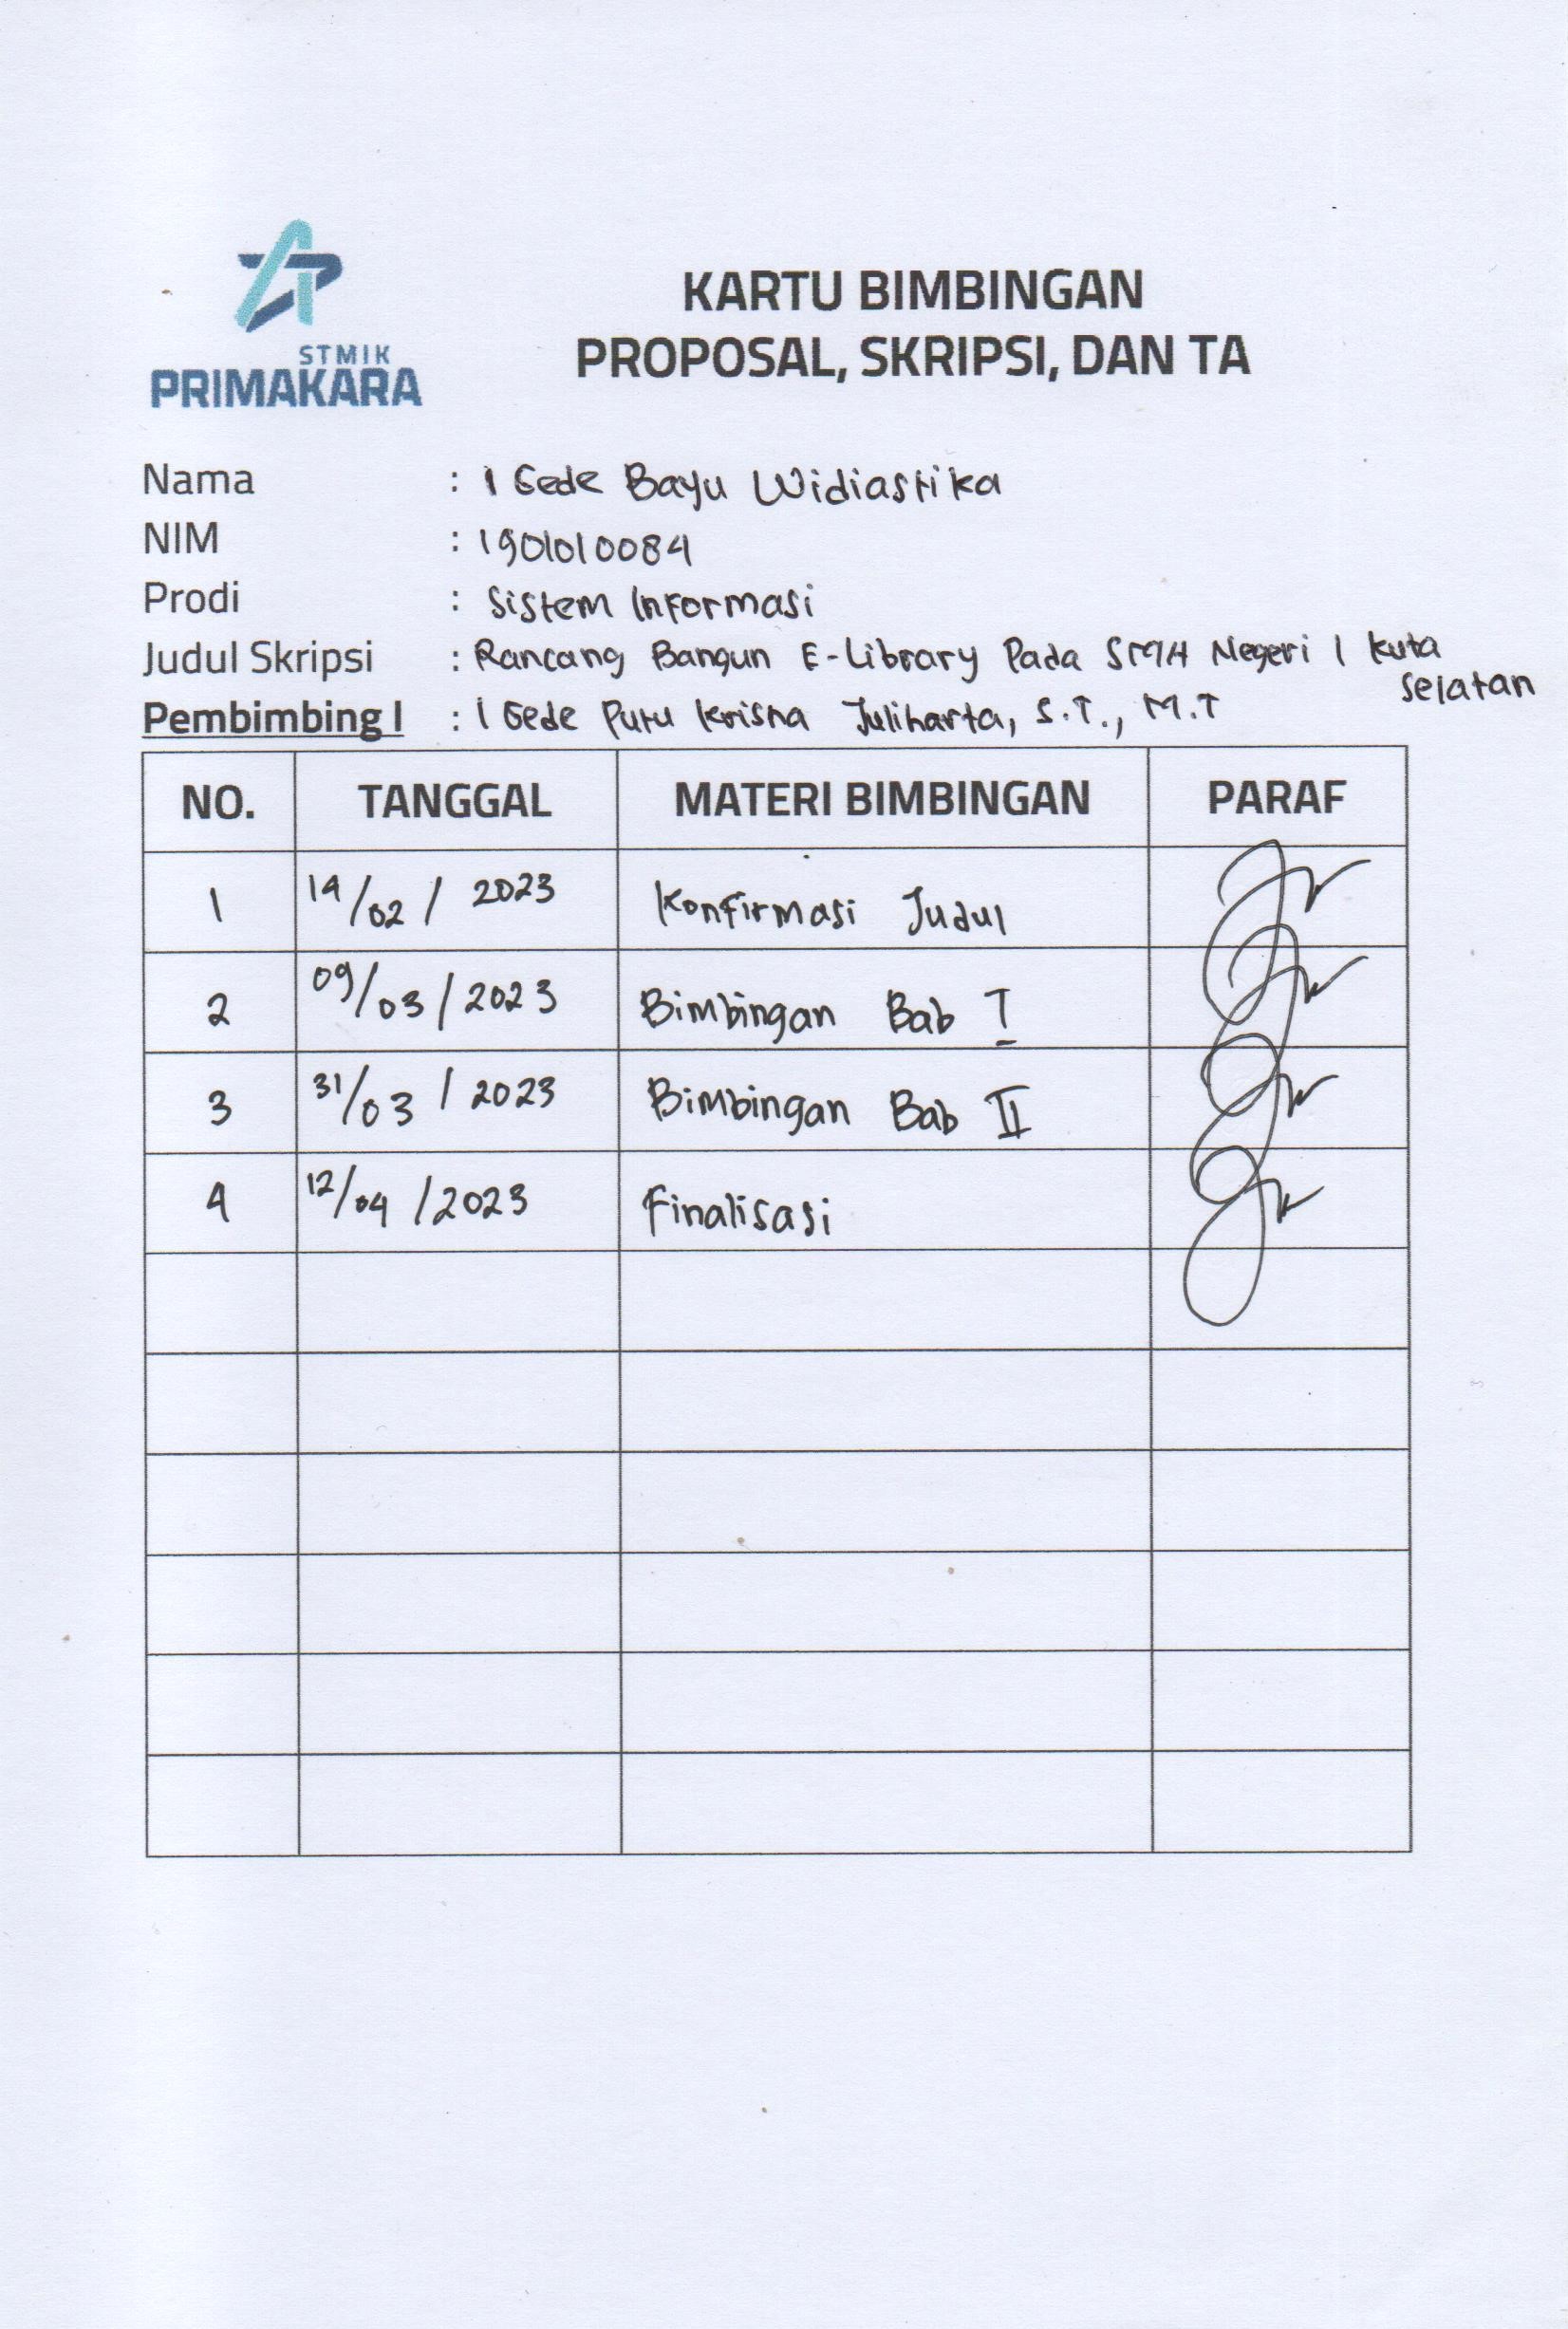 STMIK
PRIMAKARA
KARTU BIMBINGAN
PROPOSAL, SKRIPSI, DAN TA
Nama : I Gede Bayu Widiastika
NIM : 1901010084
Prodi : Sistem Informasi
Judul Skripsi : Rancang Bangun E-Library Pada SMA Negeri 1 Kuta
Selatan
Pembimbing I : I Gede Putu Krisna Juliharta, S.T., M.T
NO. TANGGAL MATERI BIMBINGAN PARAF
1 14/02/2023 Konfirmasi Judul
2 09/03/2023 Bimbingan Bab I
3 31/03/2023 Bimbingan Bab II
4 12/04/2023 Finalisasi